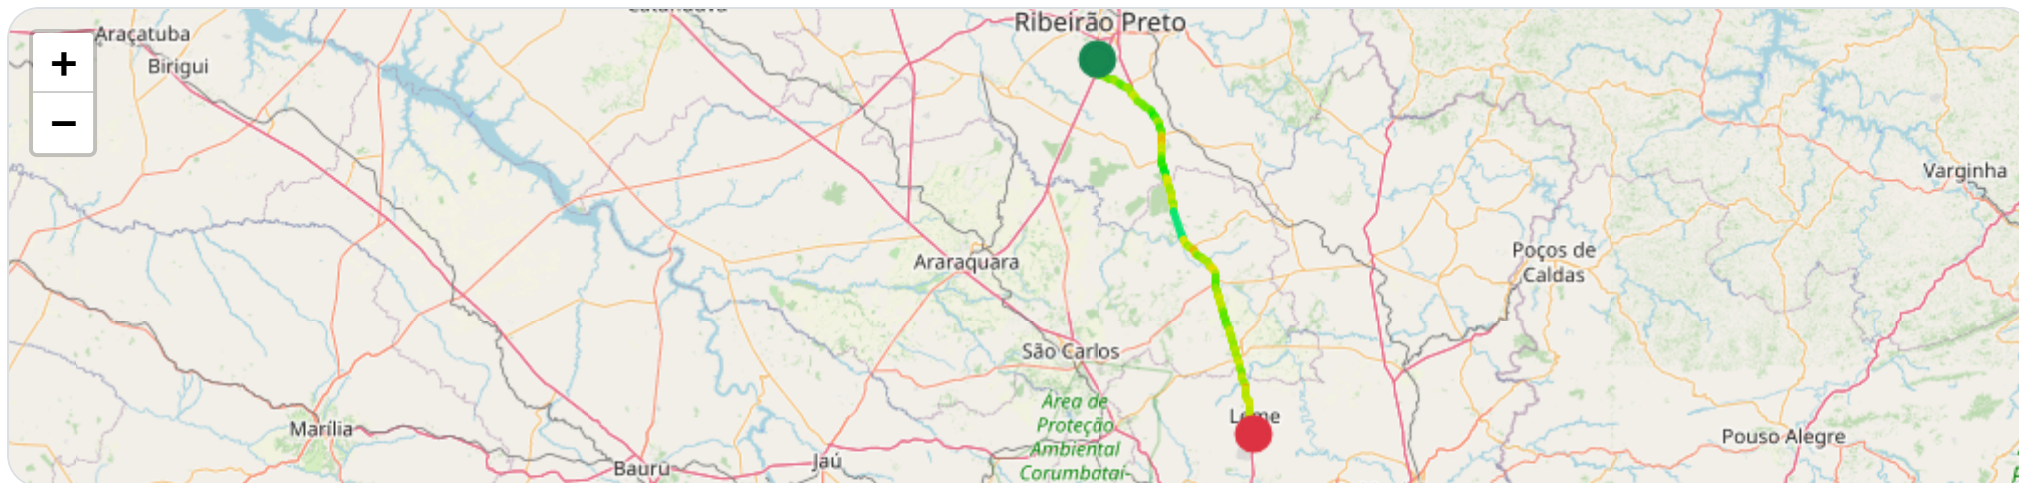 Ribeirão Preto
Araçatuba
Birigui
+
−
Varginha
Araraquara
Poços de
Caldas
São Carlos
Área de
Proteção
Ambiental
Corumbataí-
Leme
Marília
Pouso Alegre
Bauru
Jaú